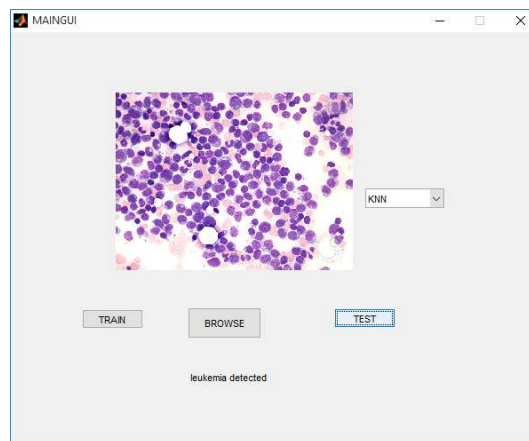 MAINGUI
KNN
TRAIN
BROWSE
TEST
leukemia detected